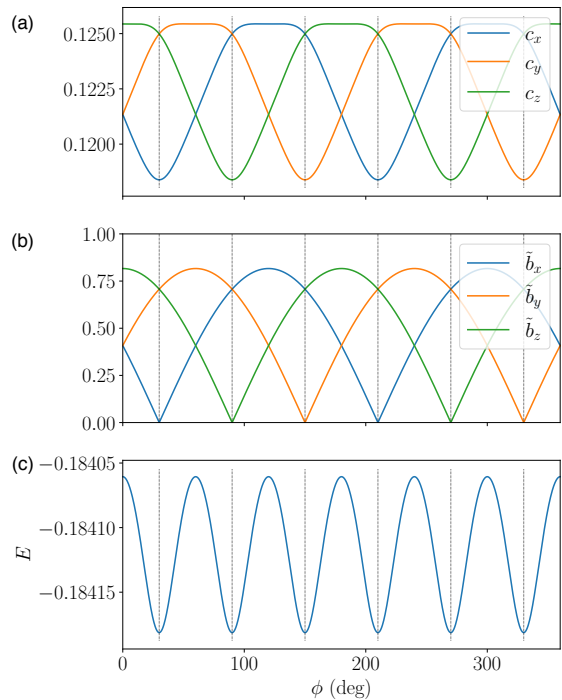 (a)
0.1250
0.1225
0.1200
c_x
c_y
c_z
(b)
1.00
0.75
0.50
0.25
0.00
b̃_x
b̃_y
b̃_z
(c)
−0.18405
−0.18410
−0.18415
E
0 100 200 300
ϕ (deg)